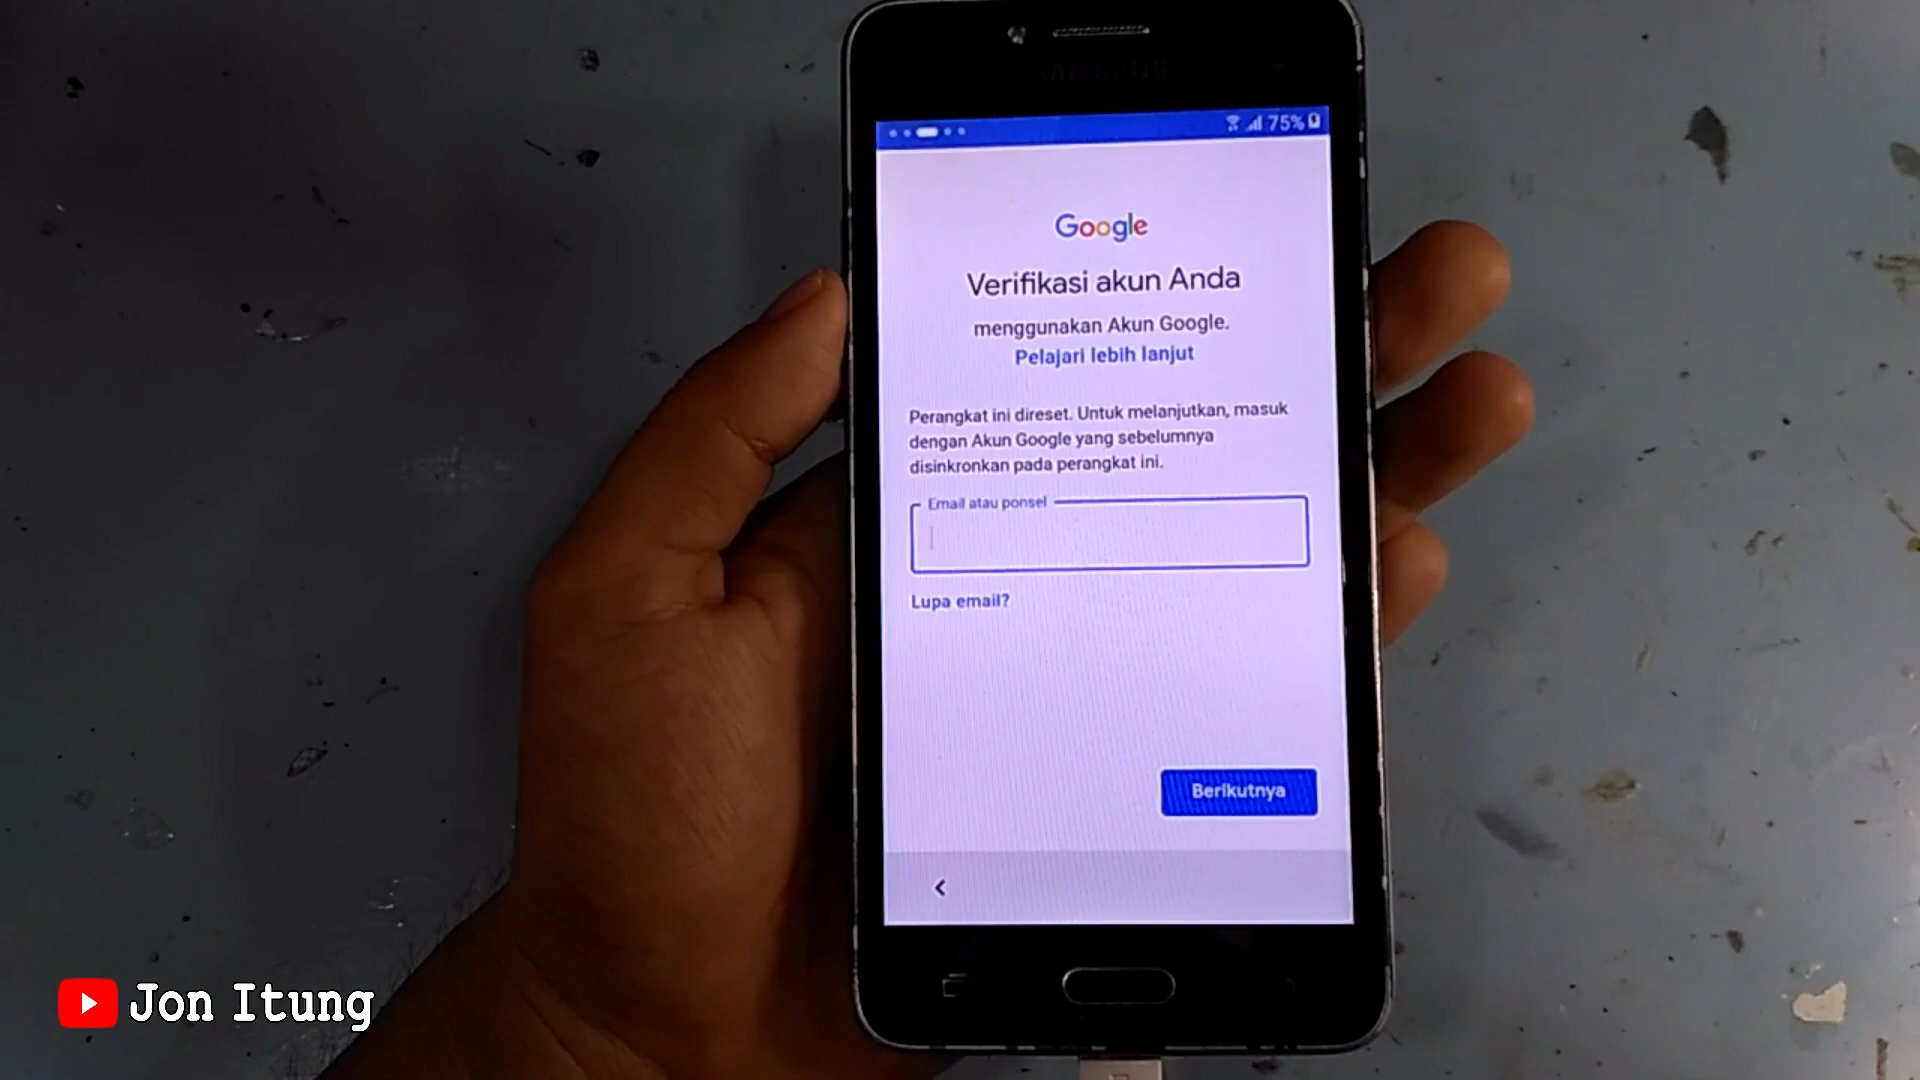 SAMSUNG
75%
Google
Verifikasi akun Anda
menggunakan Akun Google.
Pelajari lebih lanjut
Perangkat ini direset. Untuk melanjutkan, masuk
dengan Akun Google yang sebelumnya
disinkronkan pada perangkat ini.
Email atau ponsel
Lupa email?
Berikutnya
Jon Itung